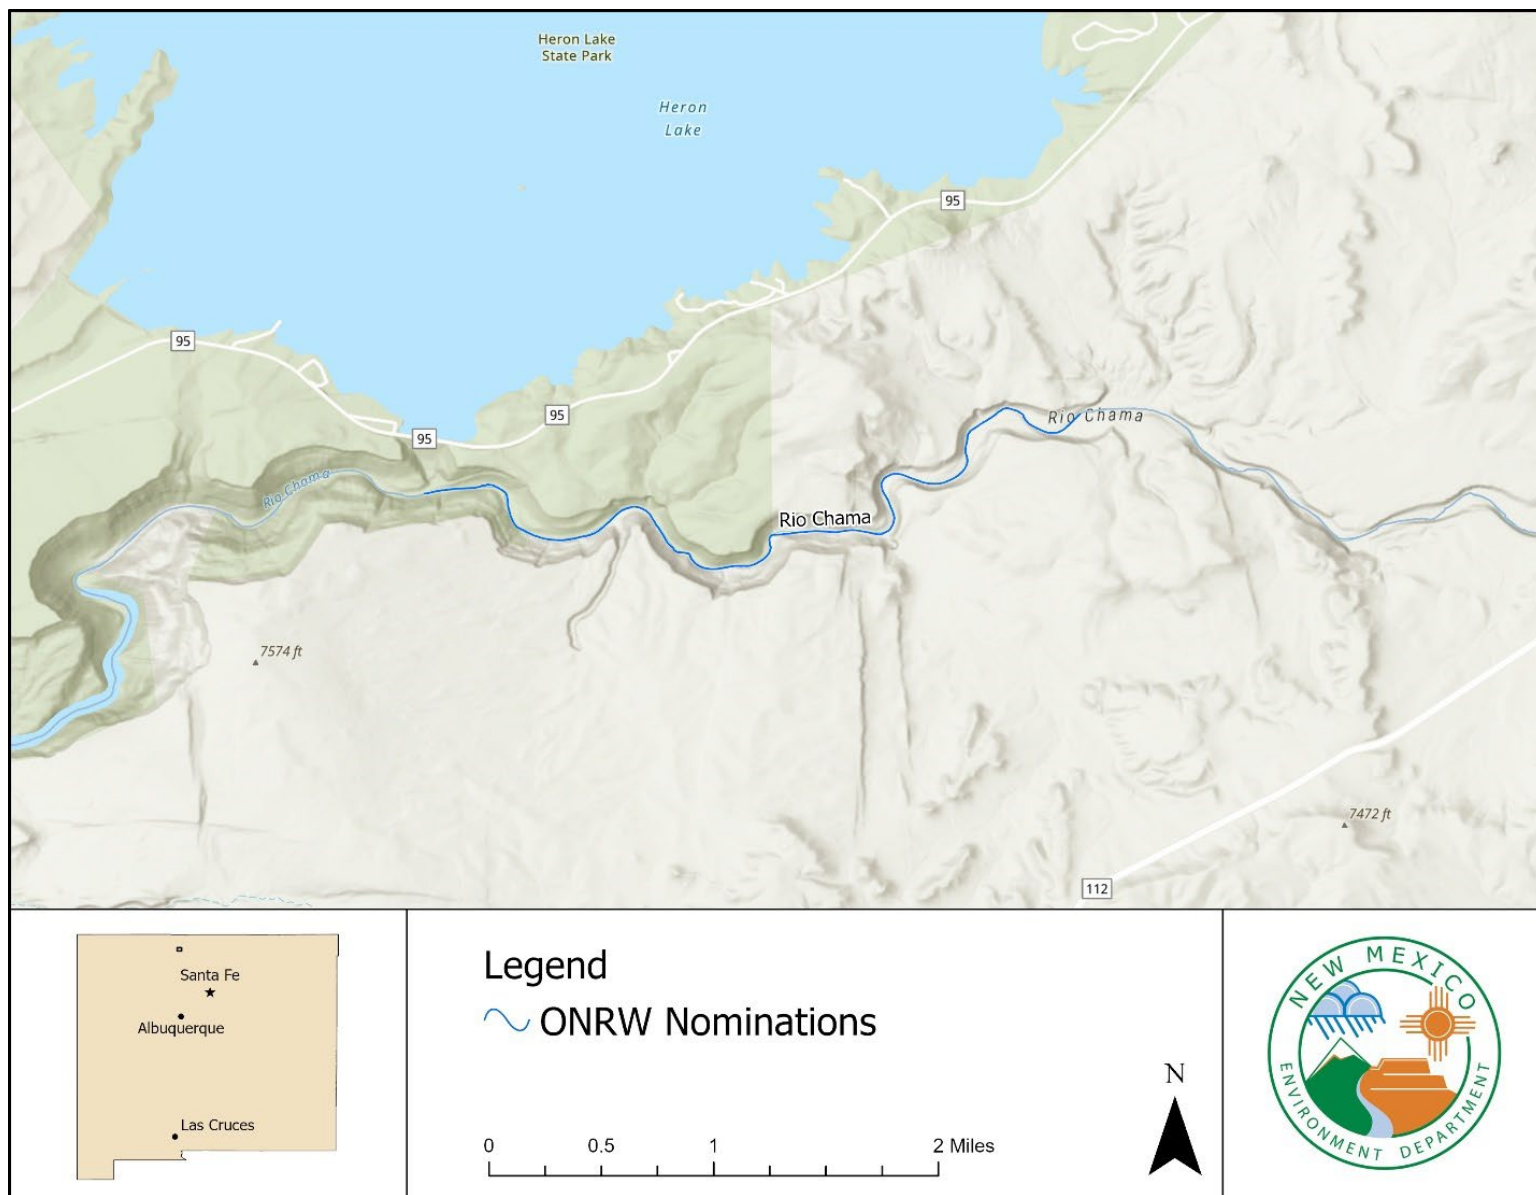 Heron Lake
State Park
Heron
Lake
95
95
95
95
Rio Chama
Rio Chama
Rio Chama
7574 ft
7472 ft
112
Santa Fe
Albuquerque
Las Cruces
Legend
ONRW Nominations
0 0.5 1 2 Miles
N
NEW MEXICO
ENVIRONMENT DEPARTMENT